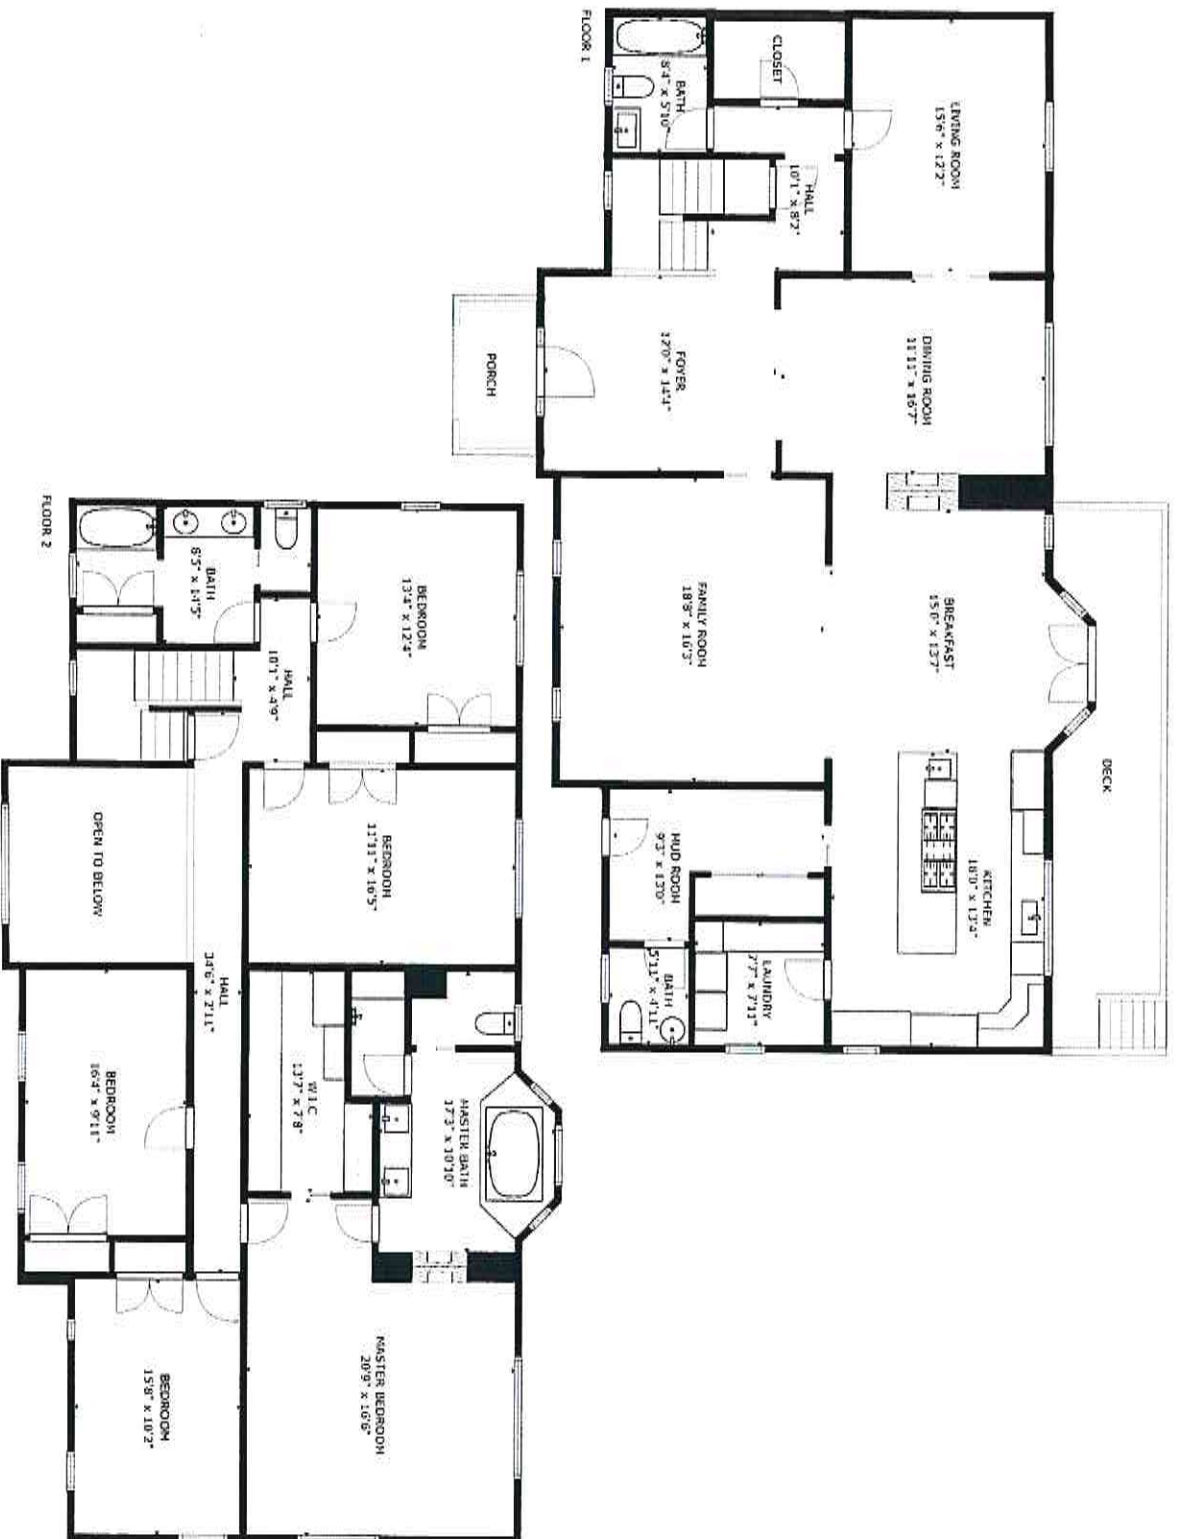 DECK
LIVING ROOM
15'6" x 12'2"
DINING ROOM
11'11" x 16'7"
BREAKFAST
15'0" x 13'7"
KITCHEN
18'0" x 13'4"
CLOSET
HALL
10'1" x 8'2"
BATH
8'4" x 5'10"
FOYER
12'0" x 14'4"
FAMILY ROOM
18'8" x 16'3"
MUD ROOM
9'3" x 13'0"
LAUNDRY
7'7" x 7'11"
BATH
5'11" x 4'11"
PORCH
FLOOR 1
BEDROOM
13'4" x 12'4"
BEDROOM
11'11" x 16'5"
MASTER BATH
17'3" x 10'10"
MASTER BEDROOM
20'9" x 16'6"
W.I.C
13'7" x 7'8"
HALL
10'1" x 4'9"
BATH
8'5" x 14'5"
HALL
34'6" x 2'11"
OPEN TO BELOW
BEDROOM
16'4" x 9'11"
BEDROOM
15'8" x 10'2"
FLOOR 2